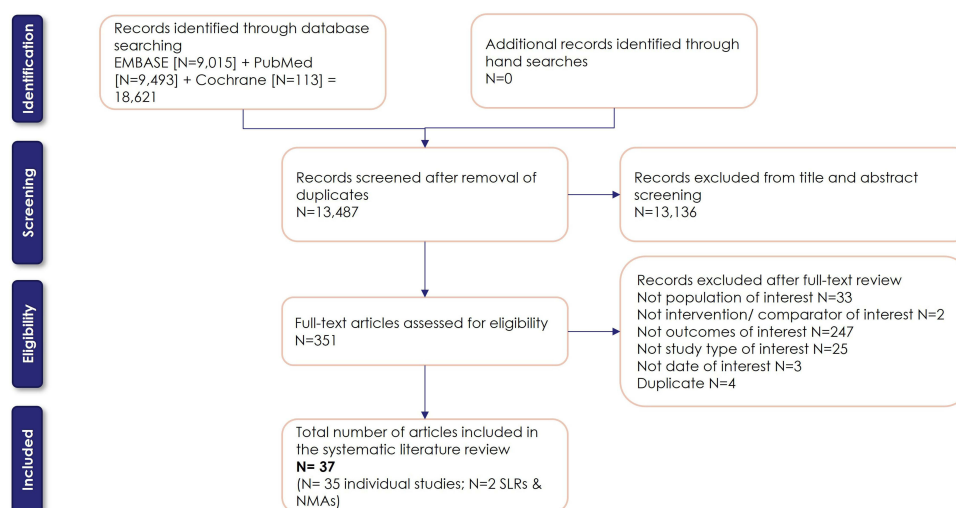 Identification
Records identified through database
searching
EMBASE [N=9,015] + PubMed
[N=9,493] + Cochrane [N=113] =
18,621
Additional records identified through
hand searches
N=0
Screening
Records screened after removal of
duplicates
N=13,487
Records excluded from title and abstract
screening
N=13,136
Eligibility
Full-text articles assessed for eligibility
N=351
Records excluded after full-text review
Not population of interest N=33
Not intervention/ comparator of interest N=2
Not outcomes of interest N=247
Not study type of interest N=25
Not date of interest N=3
Duplicate N=4
Included
Total number of articles included in
the systematic literature review
N= 37
(N= 35 individual studies; N=2 SLRs &
NMAs)